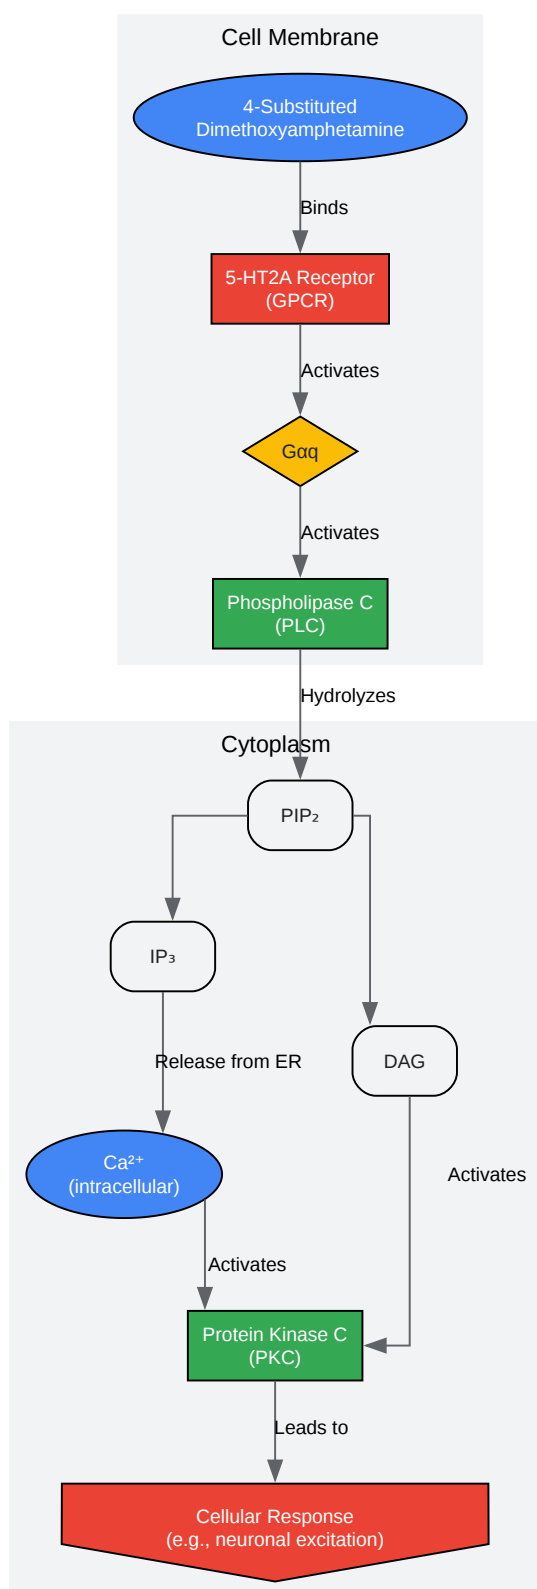 Cell Membrane
4-Substituted
Dimethoxyamphetamine
Binds
5-HT2A Receptor
(GPCR)
Activates
Gαq
Activates
Phospholipase C
(PLC)
Hydrolyzes
Cytoplasm
PIP₂
IP₃
DAG
Release from ER
Ca²⁺
(intracellular)
Activates
Activates
Protein Kinase C
(PKC)
Leads to
Cellular Response
(e.g., neuronal excitation)